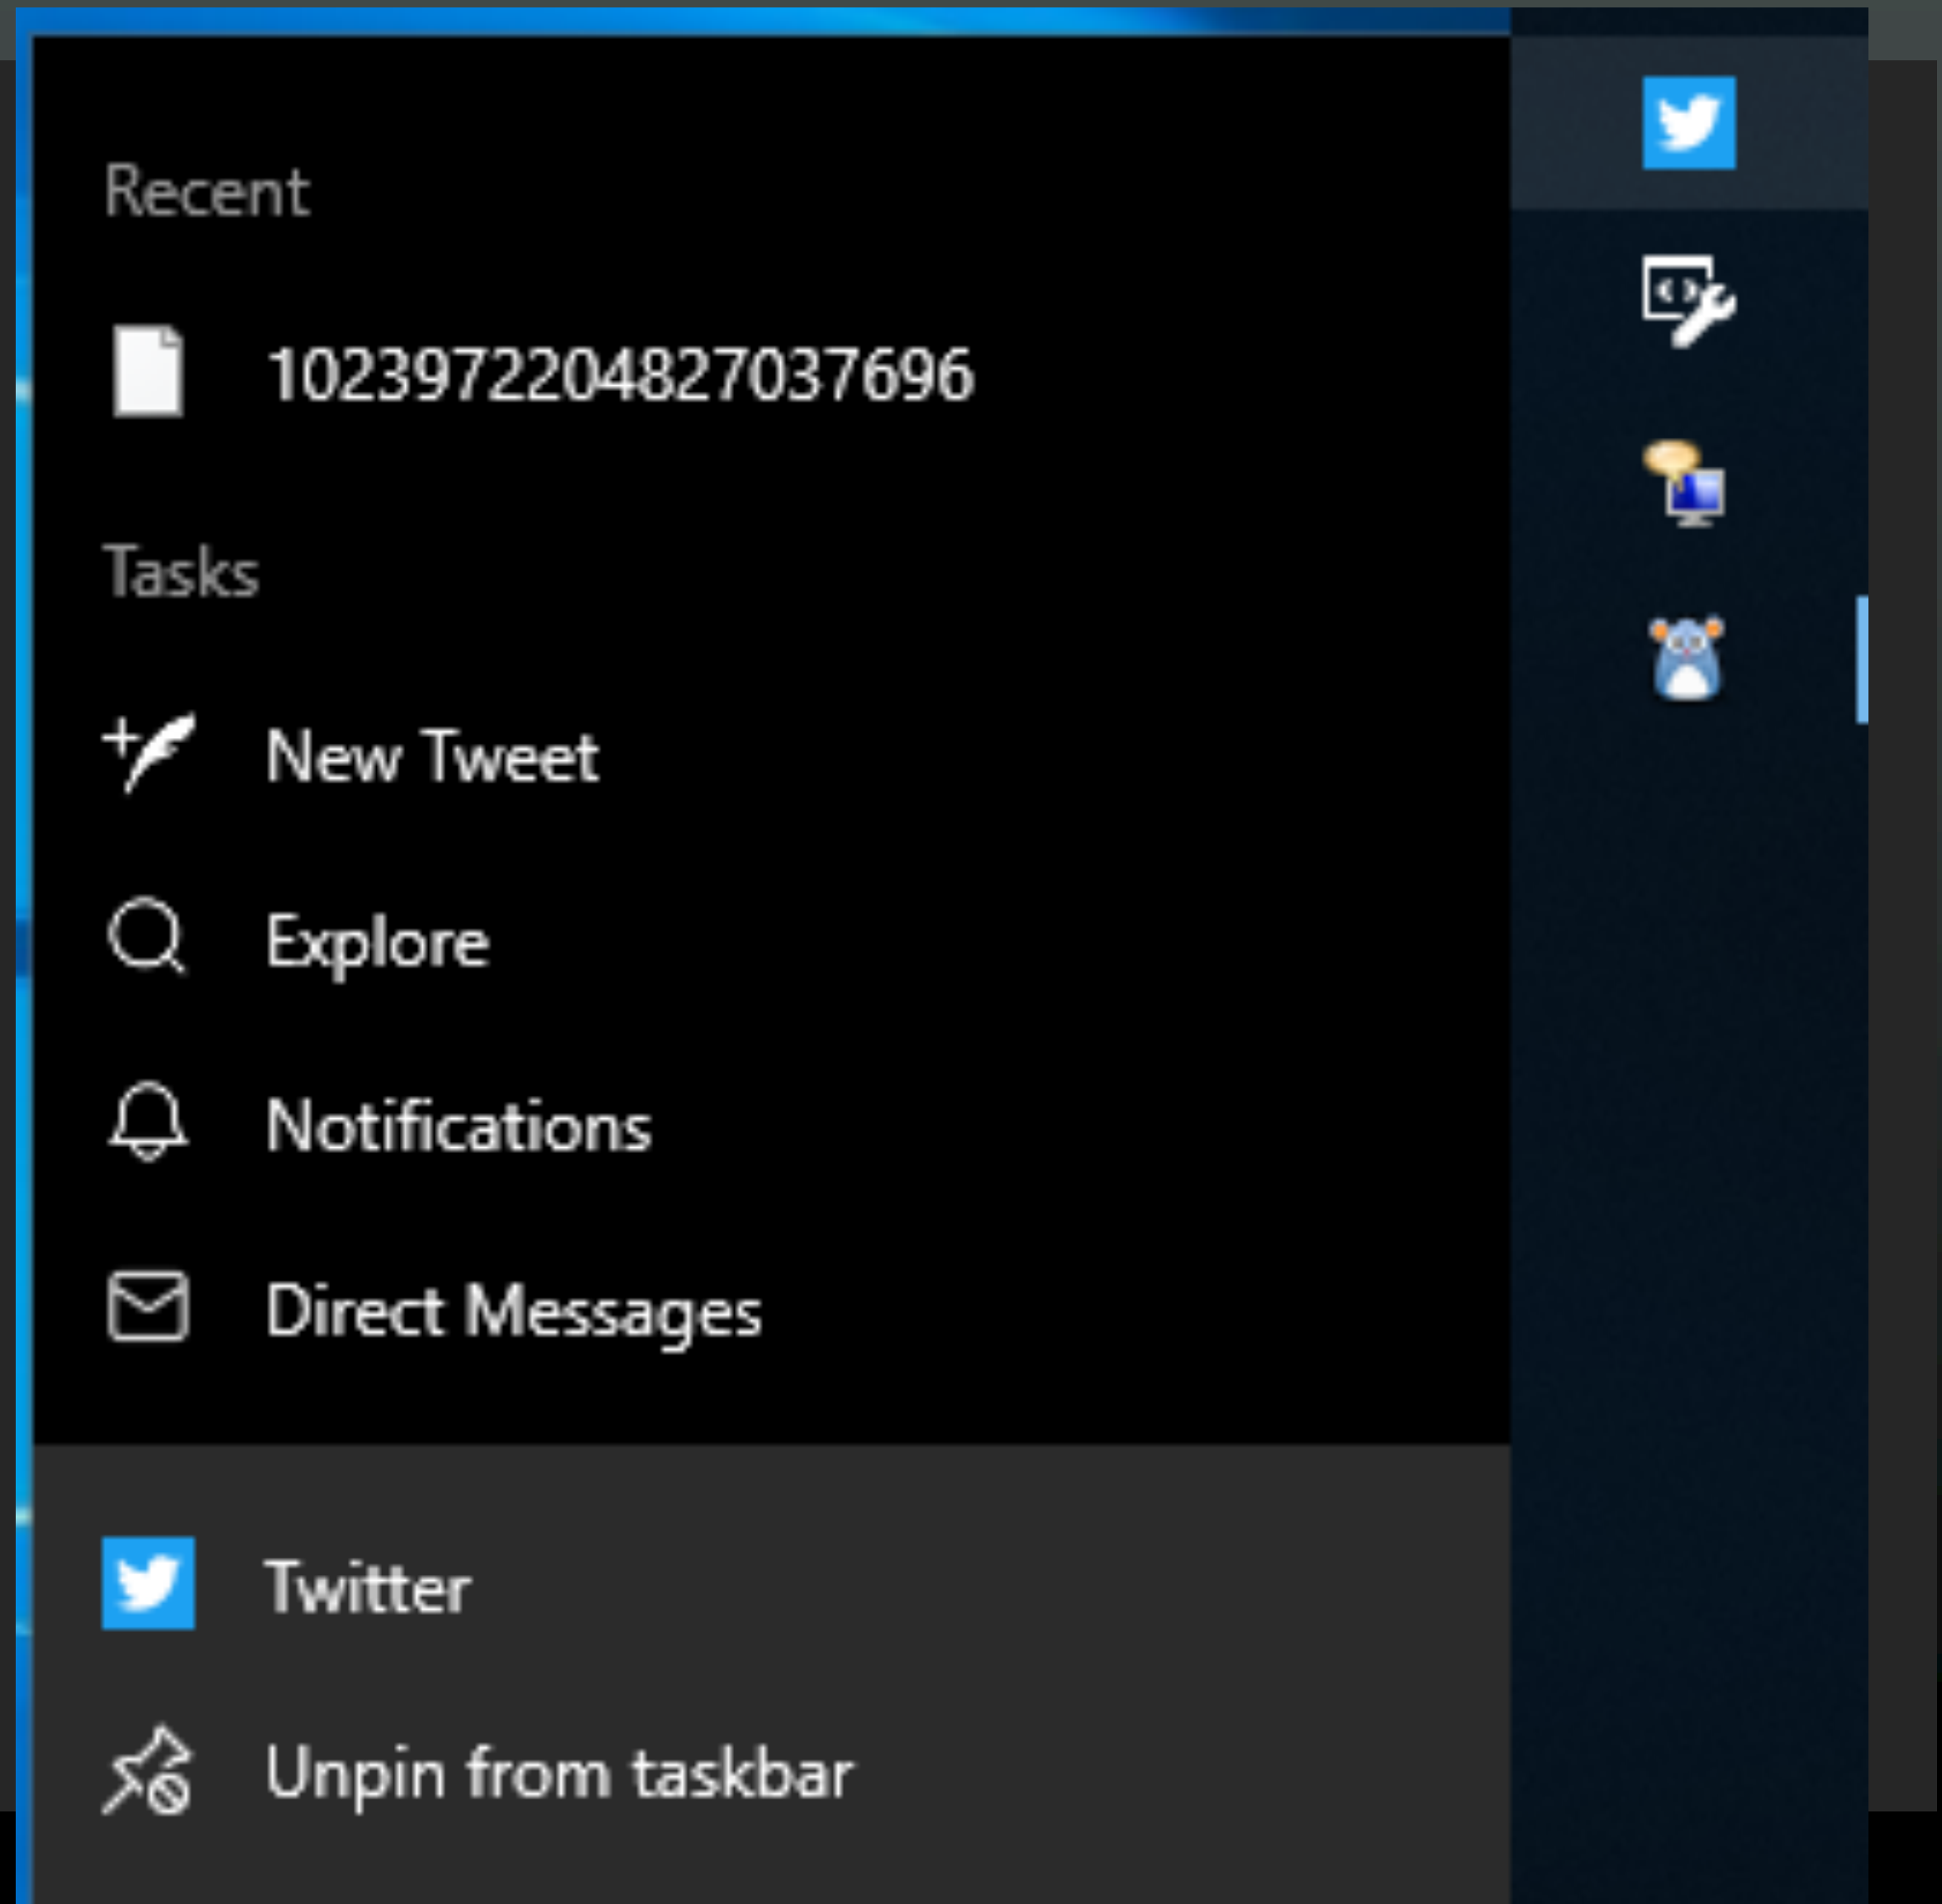 Recent
1023972204827037696
Tasks
New Tweet
Explore
Notifications
Direct Messages
Twitter
Unpin from taskbar